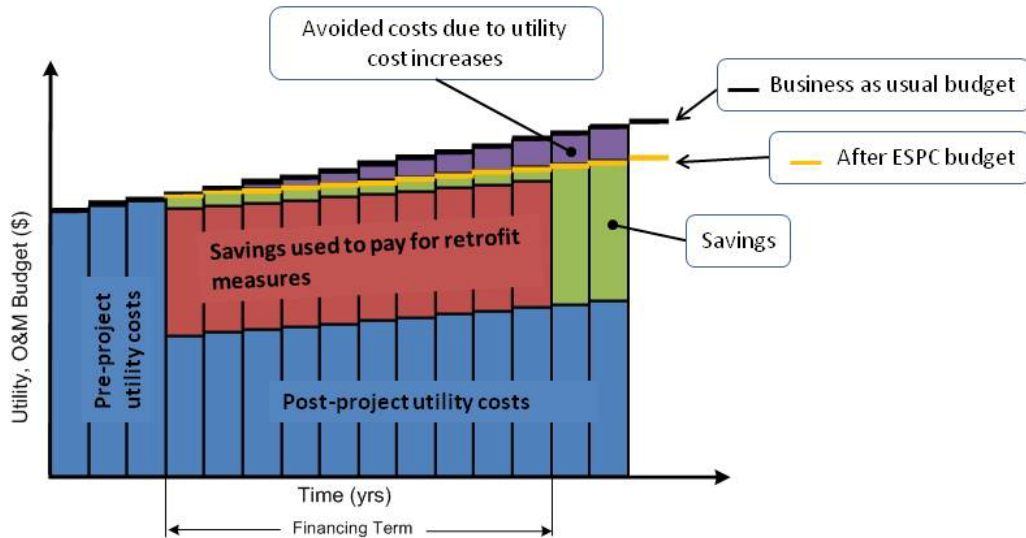 Avoided costs due to utility
cost increases
Business as usual budget
After ESPC budget
Savings
Savings used to pay for retrofit
measures
Pre-project
utility costs
Post-project utility costs
Utility, O&M Budget ($)
Time (yrs)
Financing Term